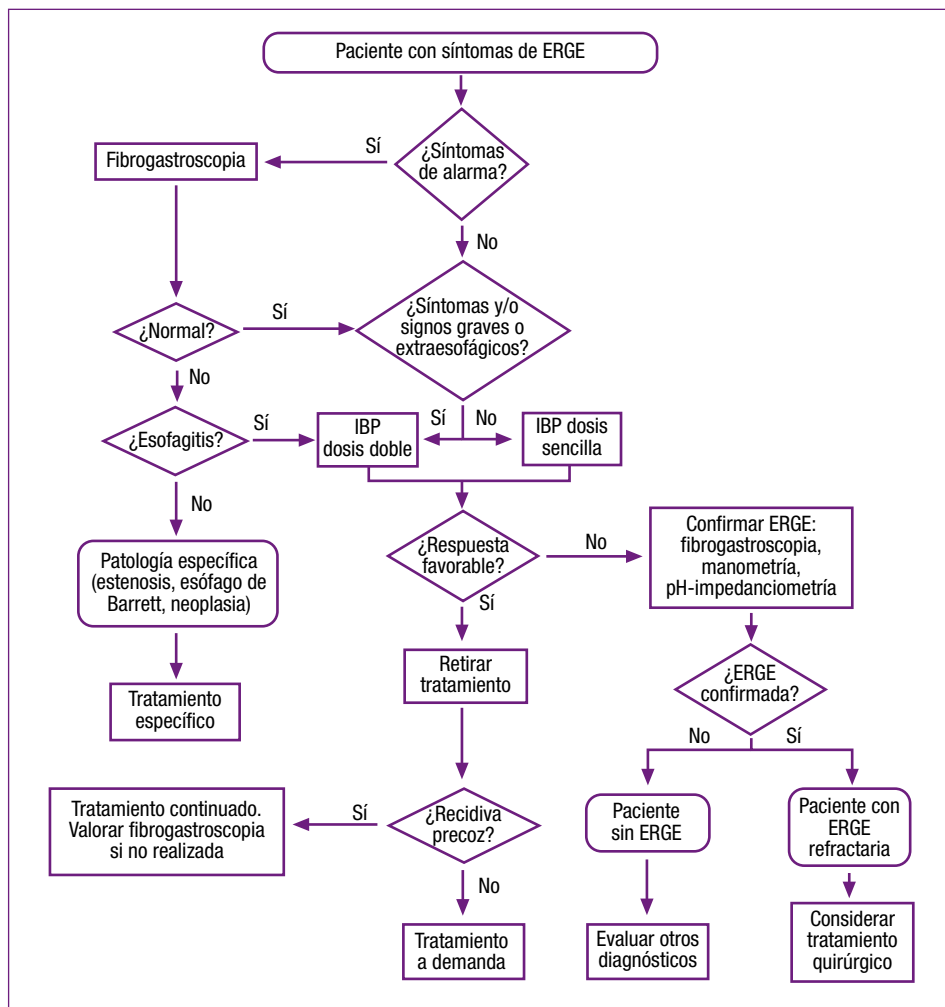 Paciente con síntomas de ERGE
Fibrogastroscopia
Sí
¿Síntomas
de alarma?
No
¿Normal?
Sí
¿Síntomas y/o
signos graves o
extraesofágicos?
No
¿Esofagitis?
Sí
IBP
dosis doble
Sí
No
IBP dosis
sencilla
No
Patología específica
(estenosis, esófago de
Barrett, neoplasia)
Tratamiento
específico
¿Respuesta
favorable?
No
Confirmar ERGE:
fibrogastroscopia,
manometría,
pH-impedanciometría
Sí
Retirar
tratamiento
¿ERGE
confirmada?
No
Sí
Tratamiento continuado.
Valorar fibrogastroscopia
si no realizada
Sí
¿Recidiva
precoz?
Paciente
sin ERGE
Paciente con
ERGE
refractaria
No
Tratamiento
a demanda
Evaluar otros
diagnósticos
Considerar
tratamiento
quirúrgico